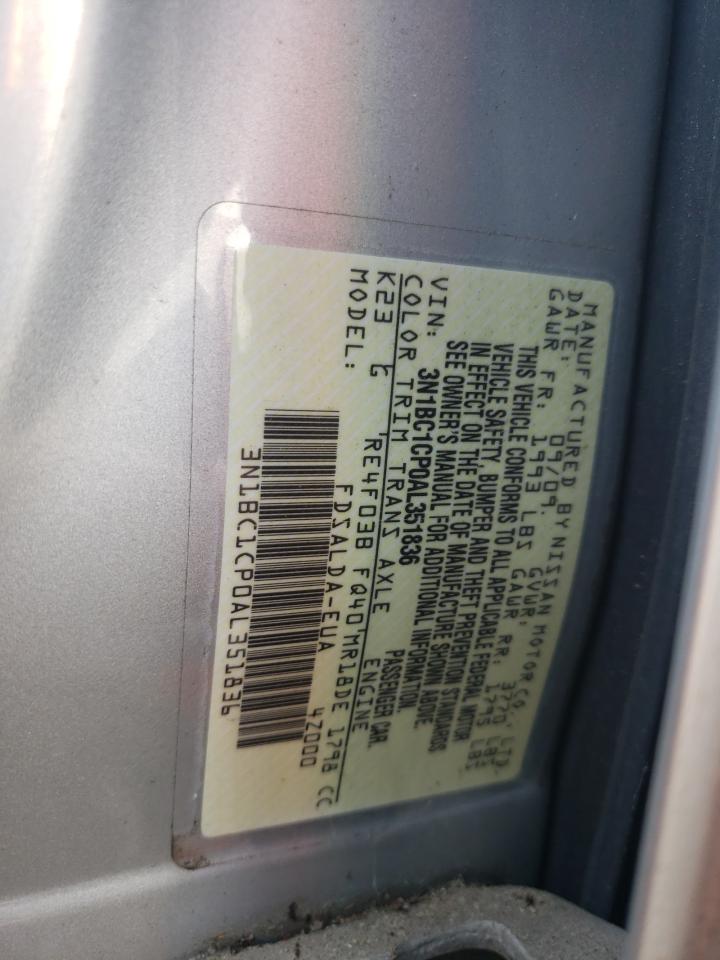 MANUFACTURED BY NISSAN MOTOR CO., LTD.
DATE: 09/09. GVWR: 3770 LBS
GAWR FR: 1993 LBS GAWR RR: 1795 LBS
THIS VEHICLE CONFORMS TO ALL APPLICABLE FEDERAL MOTOR
VEHICLE SAFETY, BUMPER AND THEFT PREVENTION STANDARDS
IN EFFECT ON THE DATE OF MANUFACTURE SHOWN ABOVE.
SEE OWNER'S MANUAL FOR ADDITIONAL INFORMATION.
VIN: 3N1BC1CP0AL351836 PASSENGER CAR.
COLOR TRIM TRANS AXLE ENGINE
K23 G 'RE4F03B FQ40'MR18DE 1798 CC
MODEL: FDSALDA-EUA 4Z000
3N1BC1CP0AL351836